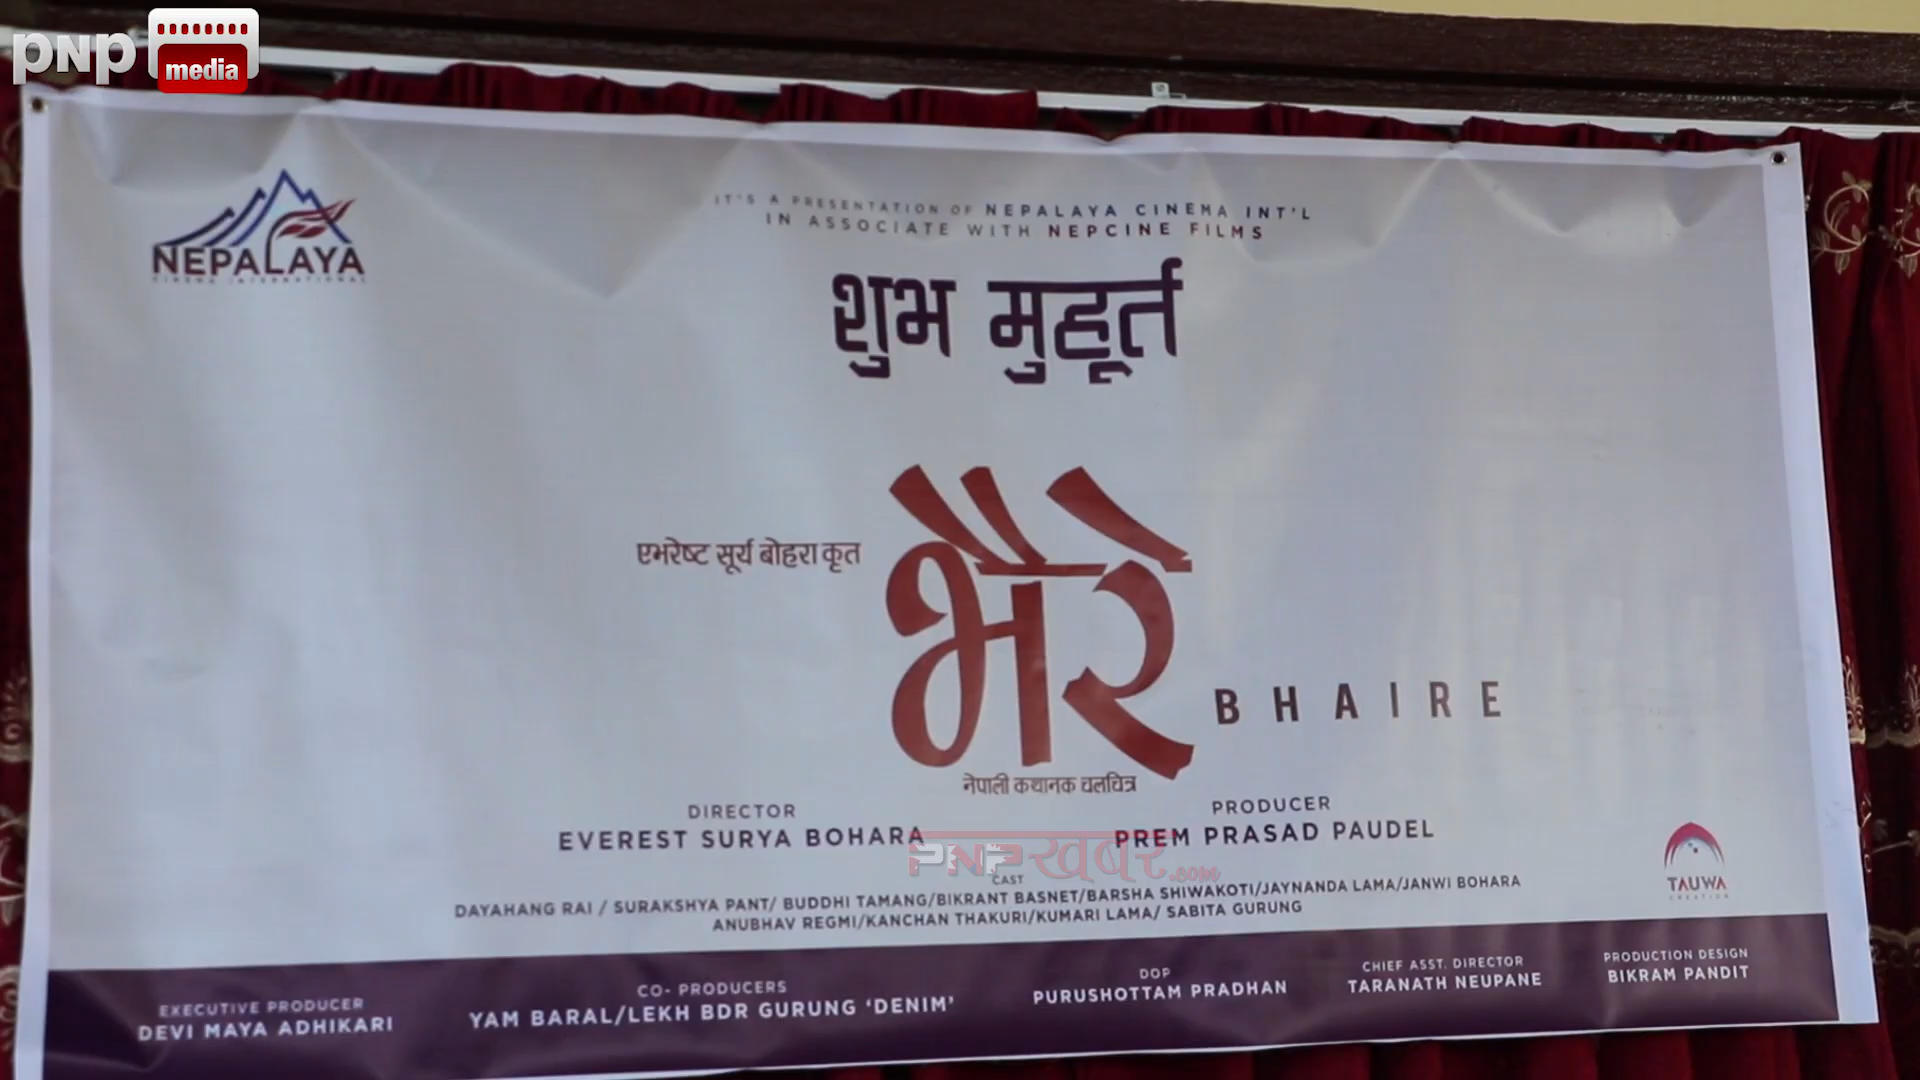 PNP media
NEPALAYA
CINEMA INTERNATIONAL
IT'S A PRESENTATION OF NEPALAYA CINEMA INT'L
IN ASSOCIATE WITH NEPCINE FILMS
शुभ मुहूर्त
एभरेष्ट सूर्य बोहरा कृत
भैरे
BHAIRE
नेपाली कथानक चलचित्र
DIRECTOR
EVEREST SURYA BOHARA
PRODUCER
PREM PRASAD PAUDEL
PNP खबर.com
CAST
DAYAHANG RAI / SURAKSHYA PANT/ BUDDHI TAMANG/BIKRANT BASNET/BARSHA SHIWAKOTI/JAYNANDA LAMA/JANWI BOHARA
ANUBHAV REGMI/KANCHAN THAKURI/KUMARI LAMA/ SABITA GURUNG
TAUWA
CREATION
EXECUTIVE PRODUCER
DEVI MAYA ADHIKARI
CO- PRODUCERS
YAM BARAL/LEKH BDR GURUNG 'DENIM'
DOP
PURUSHOTTAM PRADHAN
CHIEF ASST. DIRECTOR
TARANATH NEUPANE
PRODUCTION DESIGN
BIKRAM PANDIT